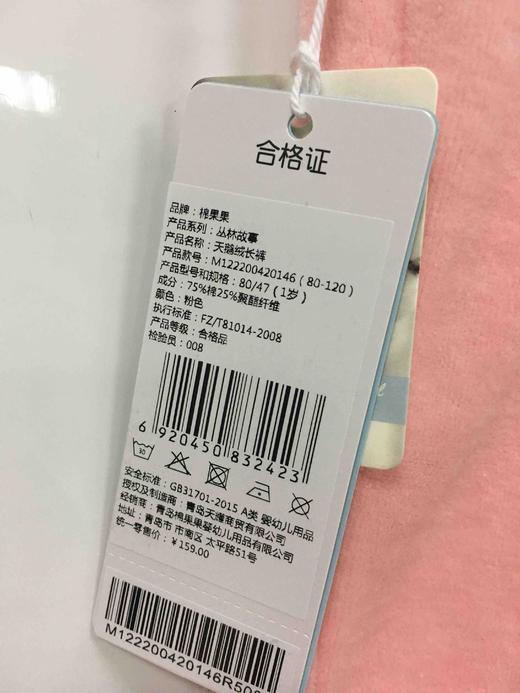 合格证
品牌：棉果果
产品系列：丛林故事
产品名称：天鹅绒长裤
产品款号：M122200420146（80-120）
产品型号和规格：80/47（1岁）
成分：75%棉25%聚酯纤维
颜色：粉色
执行标准：FZ/T81014-2008
产品等级：合格品
检验员：008
6 920450 832423
30
安全标准：GB31701-2015 A类 婴幼儿用品
授权及制造商：青岛天耀商贸有限公司
经销商：青岛棉果果婴幼儿用品有限公司
地址：青岛市 市南区 太平路51号
统一零售价：￥159.00
M122200420146R50